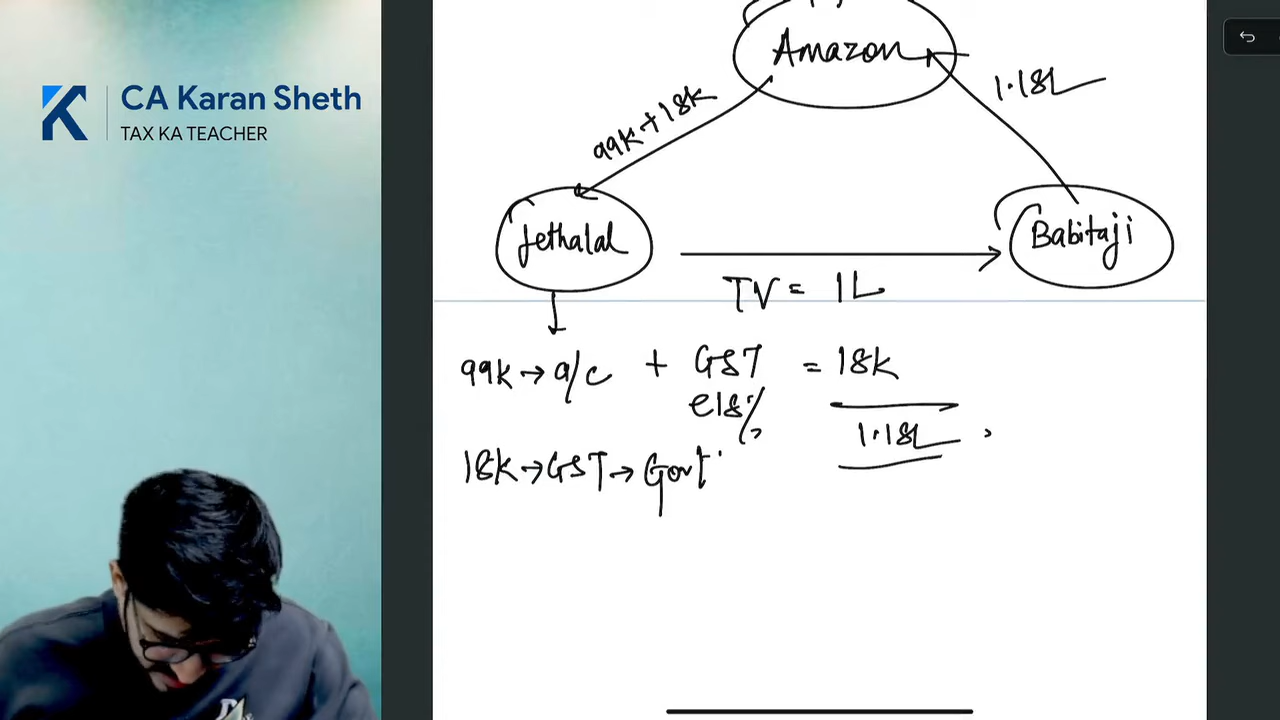 CA Karan Sheth
TAX KA TEACHER
Amazon
1.18L
99K+18K
Jethalal
Babitaji
TV = 1L
99K → a/c + GST = 18K
@18%
1.18L
18K → GST → Govt